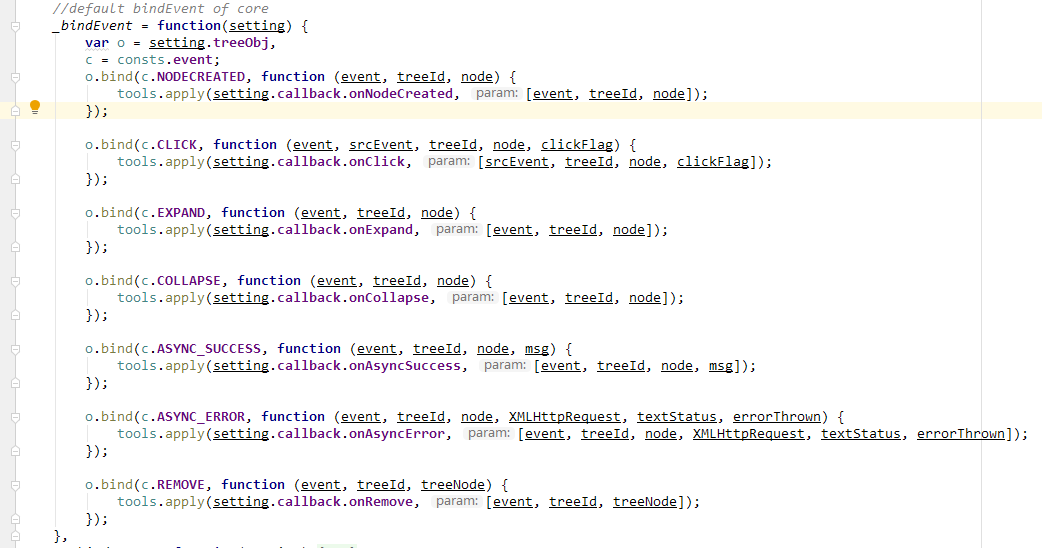 //default bindEvent of core
_bindEvent = function(setting) {
var o = setting.treeObj,
c = consts.event;
o.bind(c.NODECREATED, function (event, treeId, node) {
tools.apply(setting.callback.onNodeCreated, param: [event, treeId, node]);
});
o.bind(c.CLICK, function (event, srcEvent, treeId, node, clickFlag) {
tools.apply(setting.callback.onClick, param: [srcEvent, treeId, node, clickFlag]);
});
o.bind(c.EXPAND, function (event, treeId, node) {
tools.apply(setting.callback.onExpand, param: [event, treeId, node]);
});
o.bind(c.COLLAPSE, function (event, treeId, node) {
tools.apply(setting.callback.onCollapse, param: [event, treeId, node]);
});
o.bind(c.ASYNC_SUCCESS, function (event, treeId, node, msg) {
tools.apply(setting.callback.onAsyncSuccess, param: [event, treeId, node, msg]);
});
o.bind(c.ASYNC_ERROR, function (event, treeId, node, XMLHttpRequest, textStatus, errorThrown) {
tools.apply(setting.callback.onAsyncError, param: [event, treeId, node, XMLHttpRequest, textStatus, errorThrown]);
});
o.bind(c.REMOVE, function (event, treeId, treeNode) {
tools.apply(setting.callback.onRemove, param: [event, treeId, treeNode]);
});
},